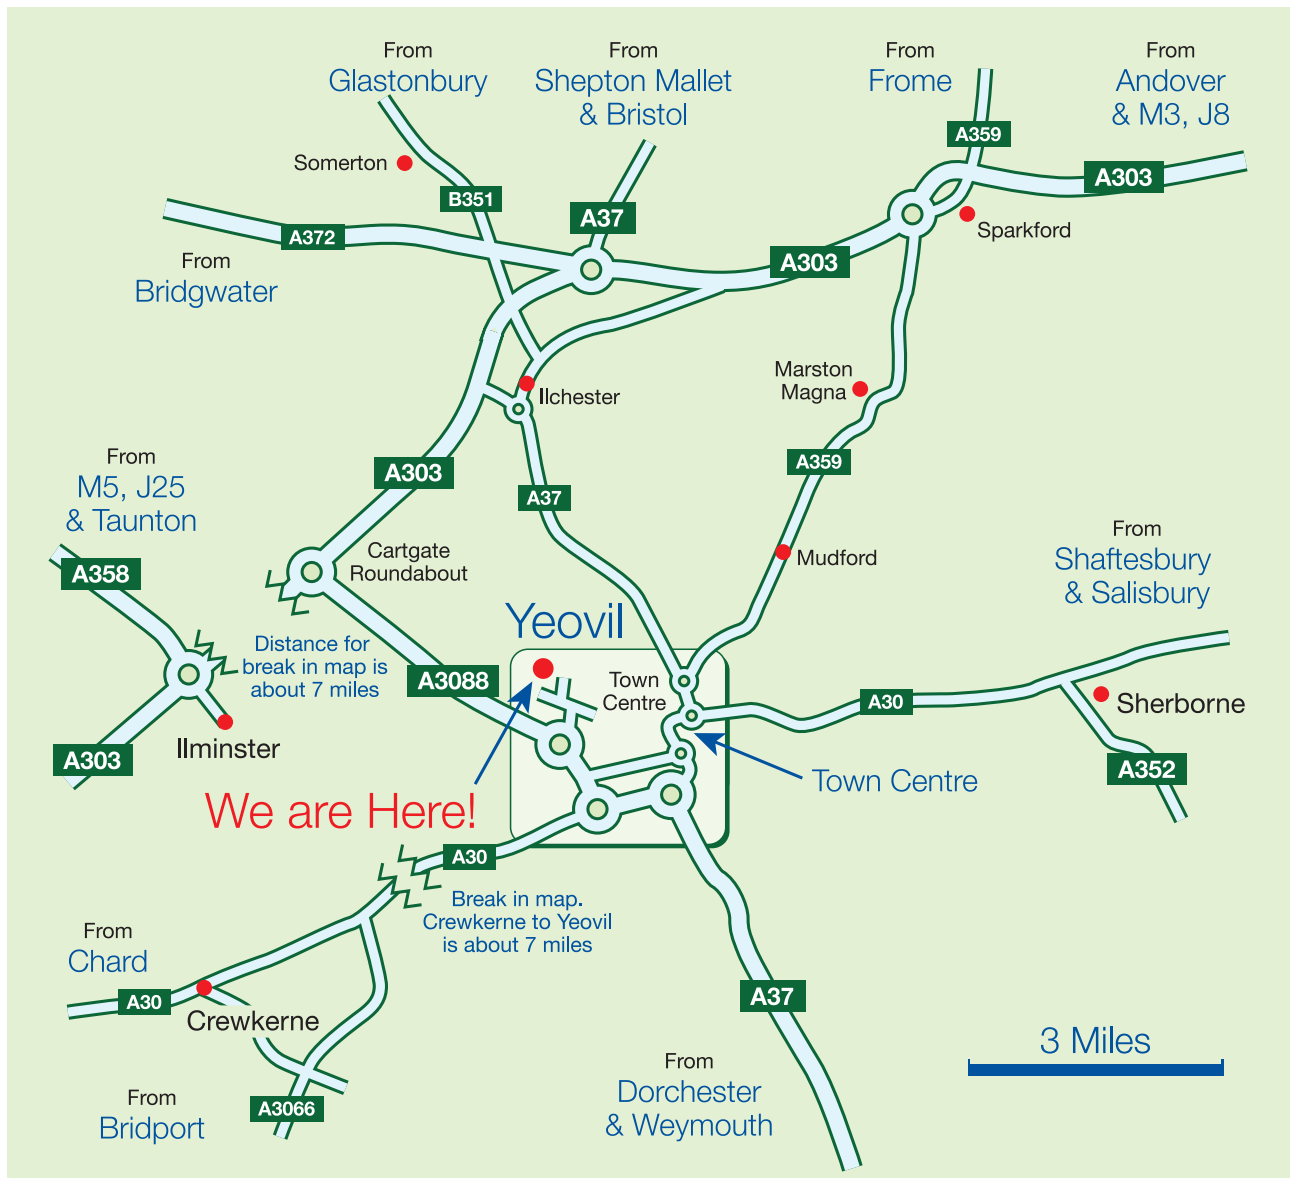 From
Glastonbury
From
Shepton Mallet
& Bristol
From
Frome
From
Andover
& M3, J8
A359
Somerton
A303
B351
A37
A372
Sparkford
From
Bridgwater
A303
Marston
Magna
Ilchester
A359
From
M5, J25
& Taunton
A303
A37
From
Shaftesbury
& Salisbury
Cartgate
Roundabout
Mudford
A358
Yeovil
Distance for
break in map is
about 7 miles
A3088
Town
Centre
A30
Sherborne
Ilminster
A303
A352
Town Centre
We are Here!
A30
Break in map.
Crewkerne to Yeovil
is about 7 miles
From
Chard
A30
Crewkerne
A37
3 Miles
From
Dorchester
& Weymouth
From
Bridport
A3066